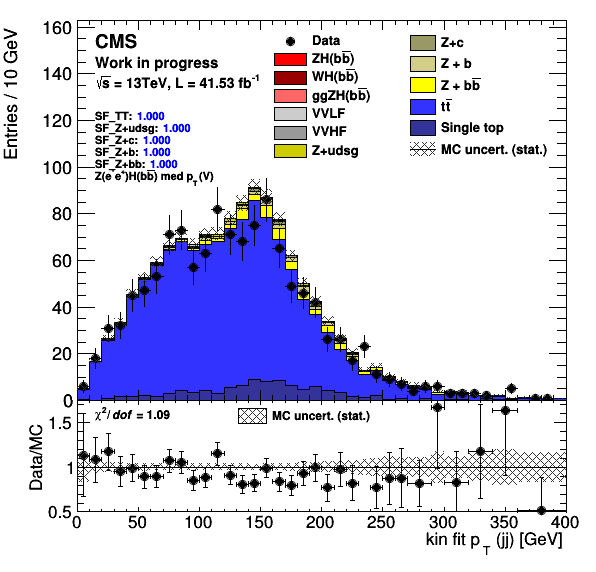 CMS
Work in progress
√s = 13TeV, L = 41.53 fb⁻¹
SF_TT: 1.000
SF_Z+udsg: 1.000
SF_Z+c: 1.000
SF_Z+b: 1.000
SF_Z+bb: 1.000
Z(e⁻e⁺)H(bb̅) med p_T(V)
Data
ZH(bb̅)
WH(bb̅)
ggZH(bb̅)
VVLF
VVHF
Z+udsg
Z+c
Z + b
Z + bb̅
tt̅
Single top
MC uncert. (stat.)
Entries / 10 GeV
160
140
120
100
80
60
40
20
0
χ²/ dof = 1.09
MC uncert. (stat.)
Data/MC
1.5
1
0.5
0 50 100 150 200 250 300 350 400
kin fit p_T (jj) [GeV]